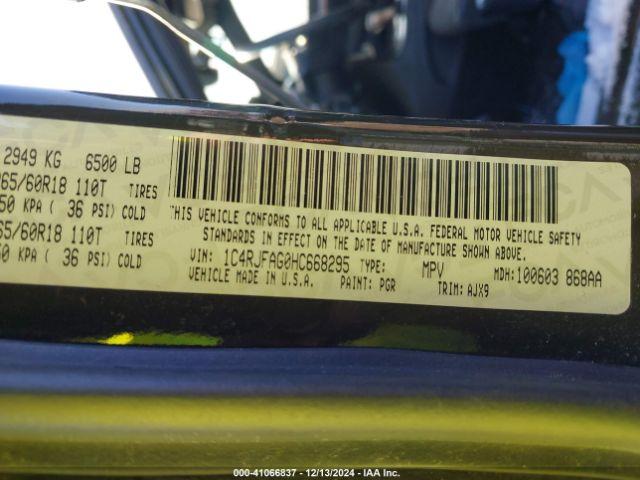 2949 KG 6500 LB
65/60R18 110T TIRES
50 KPA ( 36 PSI) COLD
65/60R18 110T TIRES
50 KPA ( 36 PSI) COLD
THIS VEHICLE CONFORMS TO ALL APPLICABLE U.S.A. FEDERAL MOTOR VEHICLE SAFETY
STANDARDS IN EFFECT ON THE DATE OF MANUFACTURE SHOWN ABOVE.
VIN: 1C4RJFAG0HC668295 TYPE: MPV MDH:100603 868AA
VEHICLE MADE IN U.S.A. PAINT: PGR TRIM: AJX9
000-41066837 - 12/13/2024 - IAAI.com